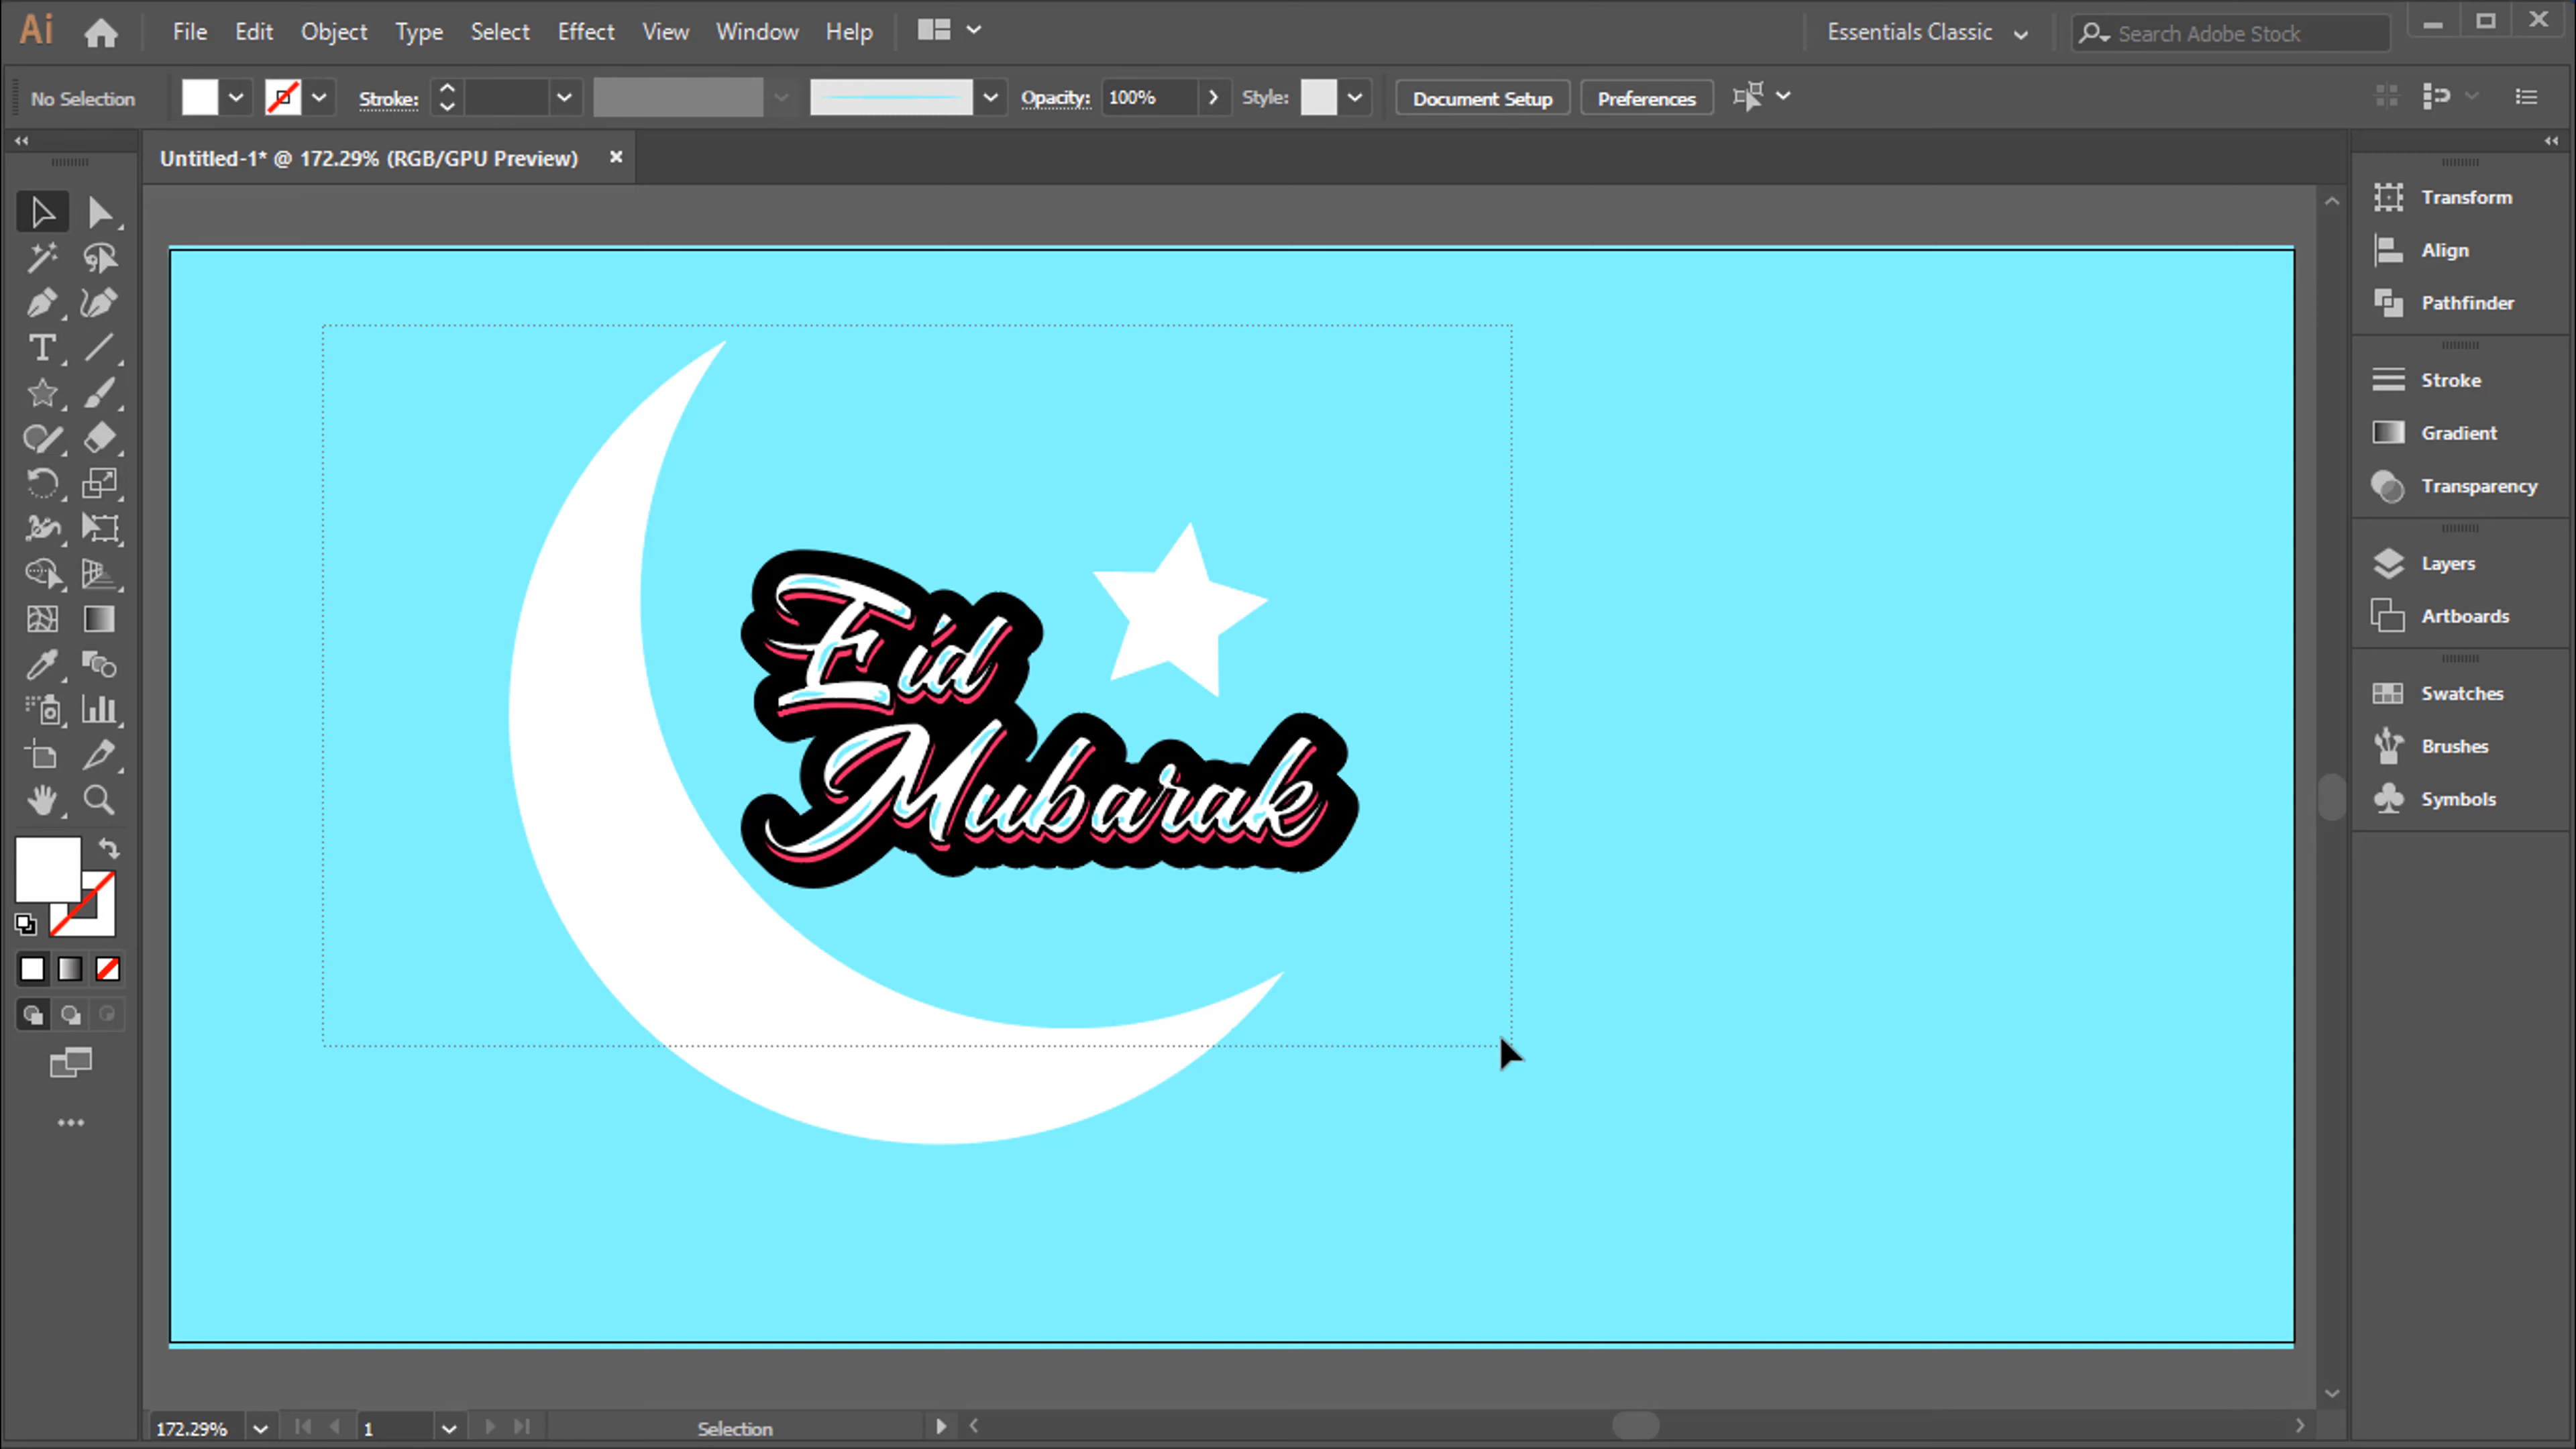 Ai File Edit Object Type Select Effect View Window Help Essentials Classic Search Adobe Stock
No Selection Stroke: Opacity: 100% Style: Document Setup Preferences
Untitled-1* @ 172.29% (RGB/GPU Preview)
Transform
Align
Pathfinder
Stroke
Gradient
Transparency
Layers
Artboards
Swatches
Brushes
Symbols
Eid
Mubarak
172.29% 1 Selection